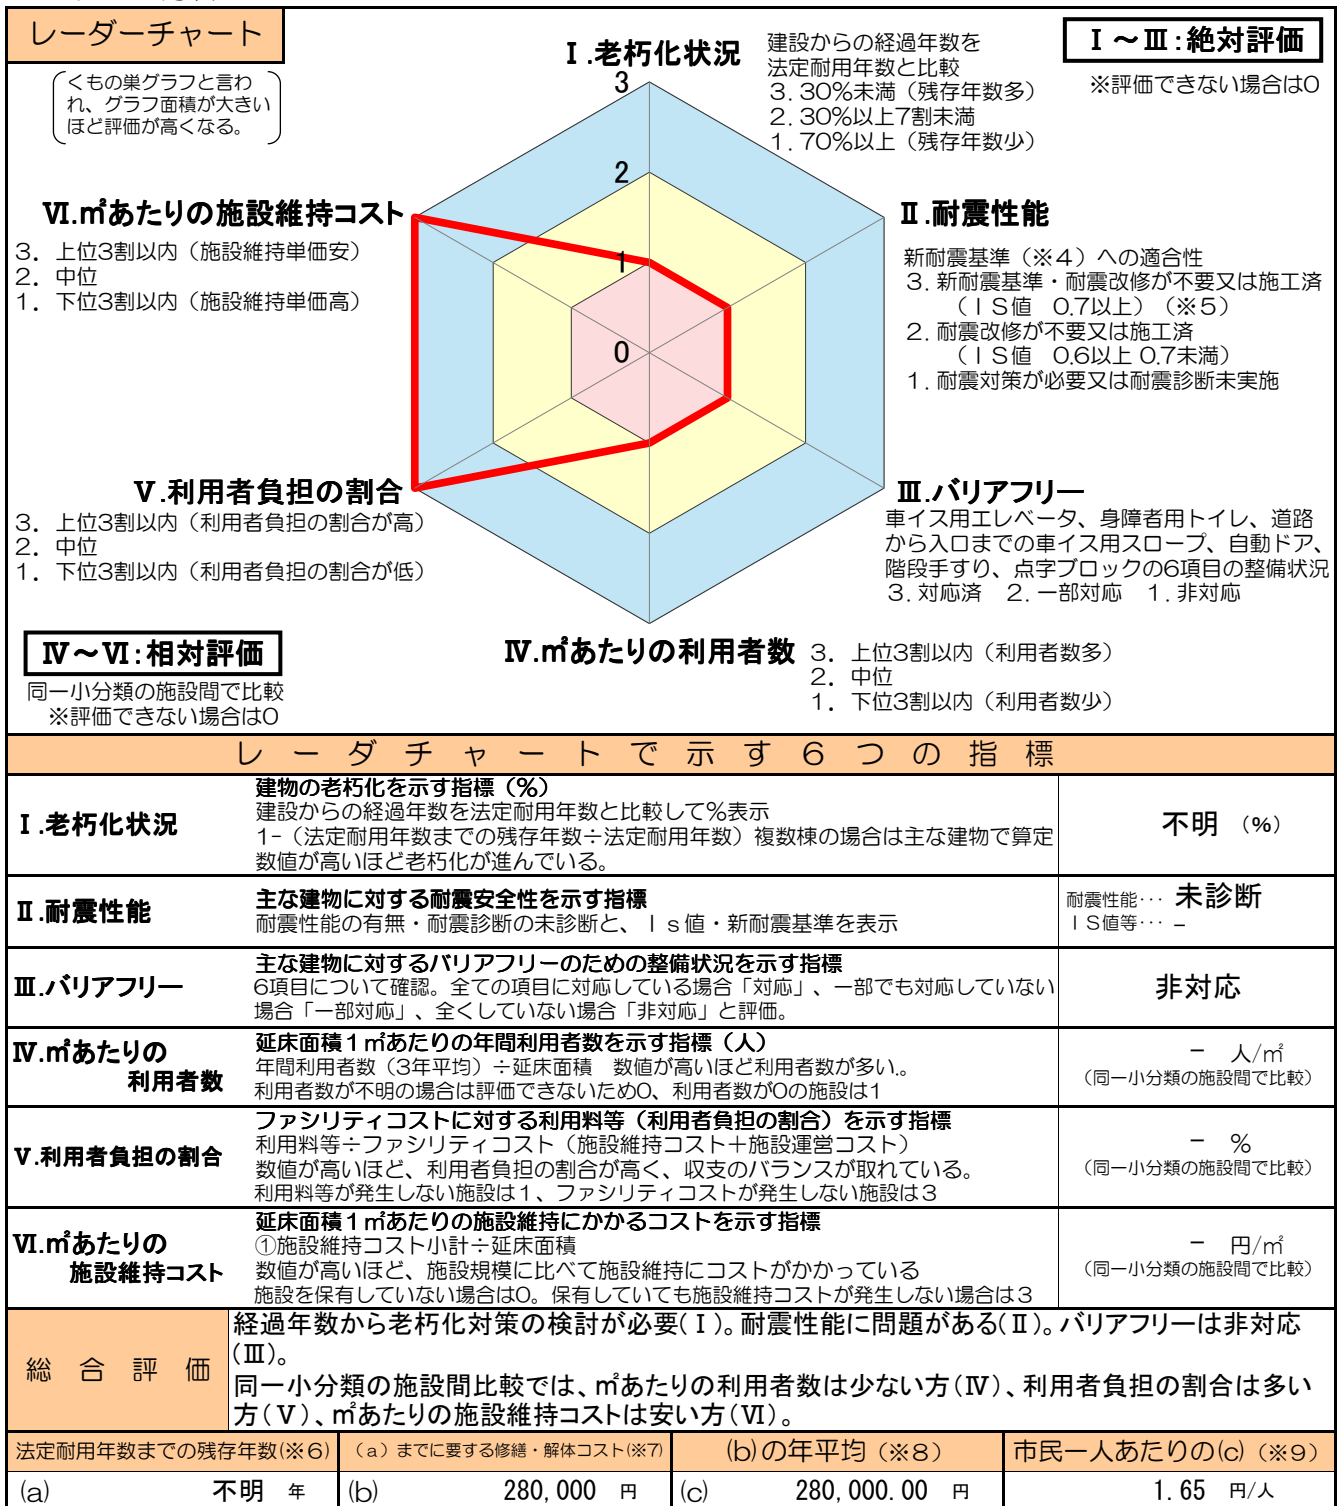 レーダーチャート
くもの巣グラフと言わ
れ、グラフ面積が大きい
ほど評価が高くなる。
Ⅰ～Ⅲ:絶対評価
※評価できない場合は0
Ⅰ.老朽化状況
建設からの経過年数を
法定耐用年数と比較
3. 30%未満（残存年数多）
2. 30%以上7割未満
1. 70%以上（残存年数少）
3
2
1
0
Ⅵ.㎡あたりの施設維持コスト
3. 上位3割以内（施設維持単価安）
2. 中位
1. 下位3割以内（施設維持単価高）
Ⅱ.耐震性能
新耐震基準（※4）への適合性
3. 新耐震基準・耐震改修が不要又は施工済
（ＩＳ値 0.7以上）（※5）
2. 耐震改修が不要又は施工済
（ＩＳ値 0.6以上 0.7未満）
1. 耐震対策が必要又は耐震診断未実施
Ⅴ.利用者負担の割合
3. 上位3割以内（利用者負担の割合が高）
2. 中位
1. 下位3割以内（利用者負担の割合が低）
Ⅲ.バリアフリー
車イス用エレベータ、身障者用トイレ、道路
から入口までの車イス用スロープ、自動ドア、
階段手すり、点字ブロックの6項目の整備状況
3. 対応済 2. 一部対応 1. 非対応
Ⅳ～Ⅵ:相対評価
同一小分類の施設間で比較
※評価できない場合は0
Ⅳ.㎡あたりの利用者数
3. 上位3割以内（利用者数多）
2. 中位
1. 下位3割以内（利用者数少）
レーダチャートで示す６つの指標
Ⅰ.老朽化状況
建物の老朽化を示す指標（%）
建設からの経過年数を法定耐用年数と比較して%表示
1-（法定耐用年数までの残存年数÷法定耐用年数）複数棟の場合は主な建物で算定
数値が高いほど老朽化が進んでいる。
不明 （%）
Ⅱ.耐震性能
主な建物に対する耐震安全性を示す指標
耐震性能の有無・耐震診断の未診断と、Ｉｓ値・新耐震基準を表示
耐震性能… 未診断
ＩＳ値等… －
Ⅲ.バリアフリー
主な建物に対するバリアフリーのための整備状況を示す指標
6項目について確認。全ての項目に対応している場合「対応」、一部でも対応していない
場合「一部対応」、全くしていない場合「非対応」と評価。
非対応
Ⅳ.㎡あたりの
利用者数
延床面積１㎡あたりの年間利用者数を示す指標（人）
年間利用者数（3年平均）÷延床面積 数値が高いほど利用者数が多い。
利用者数が不明の場合は評価できないため0、利用者数が0の施設は1
－ 人/㎡
（同一小分類の施設間で比較）
Ⅴ.利用者負担の割合
ファシリティコストに対する利用料等（利用者負担の割合）を示す指標
利用料等÷ファシリティコスト（施設維持コスト＋施設運営コスト）
数値が高いほど、利用者負担の割合が高く、収支のバランスが取れている。
利用料等が発生しない施設は１、ファシリティコストが発生しない施設は３
－ %
（同一小分類の施設間で比較）
Ⅵ.㎡あたりの
施設維持コスト
延床面積１㎡あたりの施設維持にかかるコストを示す指標
①施設維持コスト小計÷延床面積
数値が高いほど、施設規模に比べて施設維持にコストがかかっている
施設を保有していない場合は0。保有していても施設維持コストが発生しない場合は３
－ 円/㎡
（同一小分類の施設間で比較）
総合評価
経過年数から老朽化対策の検討が必要(Ⅰ)。耐震性能に問題がある(Ⅱ)。バリアフリーは非対応
(Ⅲ)。
同一小分類の施設間比較では、㎡あたりの利用者数は少ない方(Ⅳ)、利用者負担の割合は多い
方(Ⅴ)、㎡あたりの施設維持コストは安い方(Ⅵ)。
法定耐用年数までの残存年数(※6)
（a）までに要する修繕・解体コスト(※7)
(b)の年平均（※8）
市民一人あたりの(c)（※9）
(a) 不明 年
(b) 280,000 円
(c) 280,000.00 円
1.65 円/人